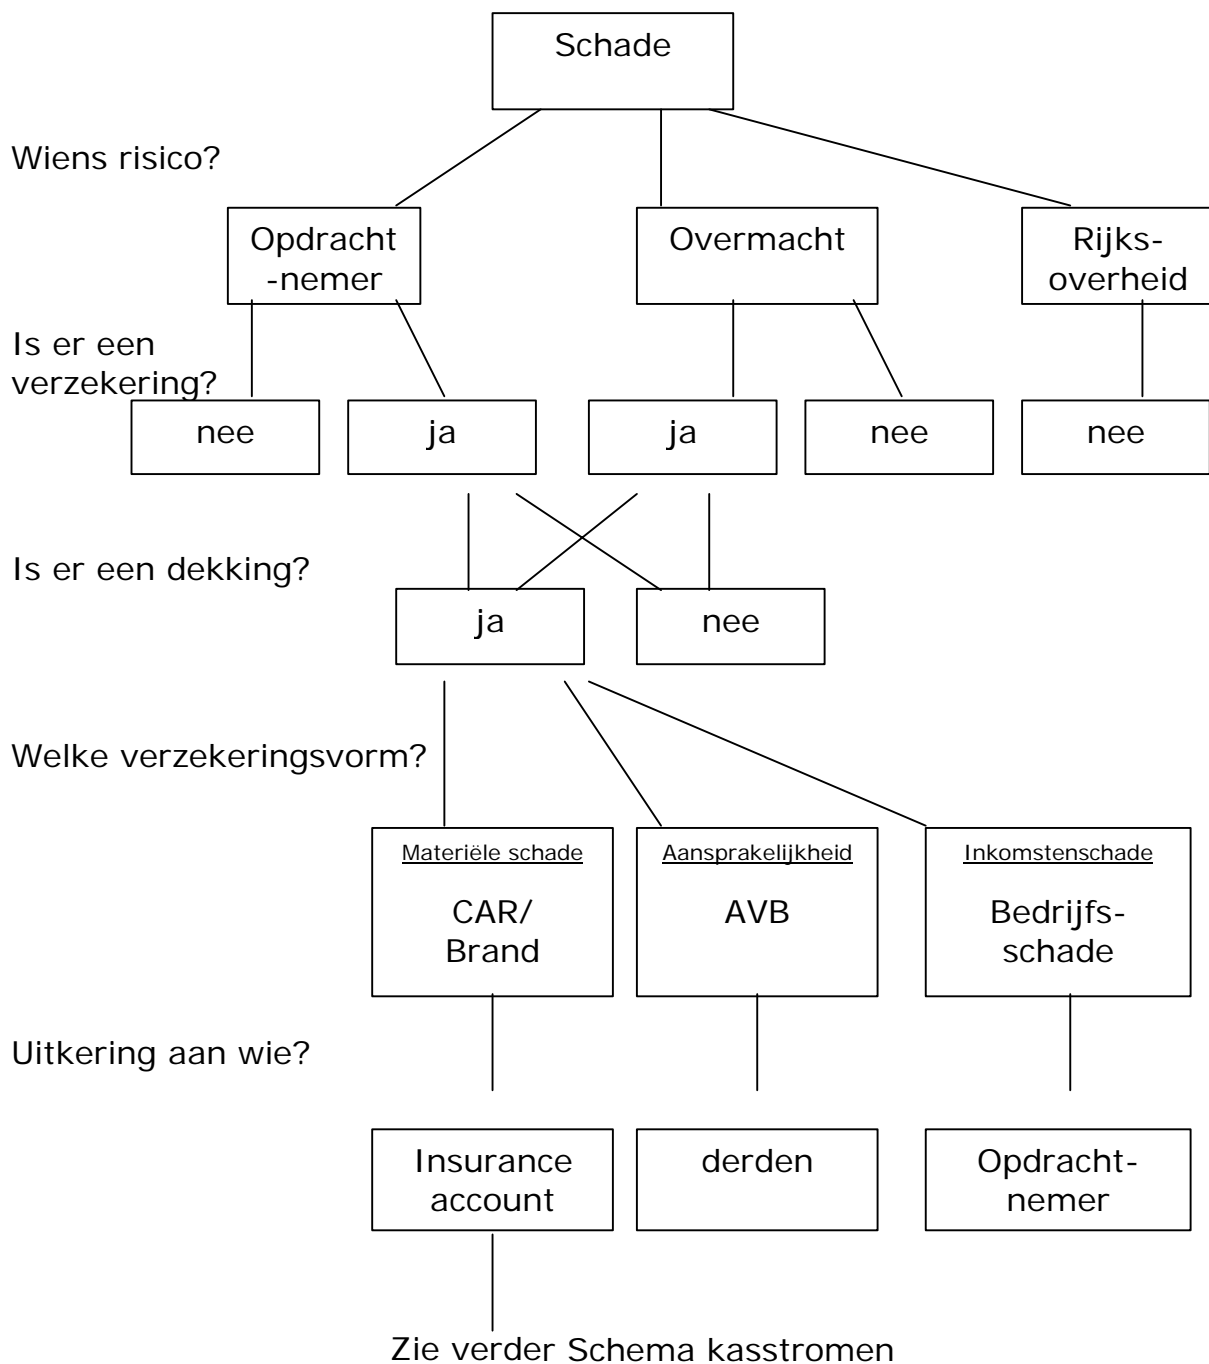 Schade
Wiens risico?
Opdracht
-nemer
Overmacht
Rijks-
overheid
Is er een
verzekering?
nee
ja
ja
nee
nee
Is er een dekking?
ja
nee
Welke verzekeringsvorm?
Materiële schade
CAR/
Brand
Aansprakelijkheid
AVB
Inkomstenschade
Bedrijfs-
schade
Uitkering aan wie?
Insurance
account
derden
Opdracht-
nemer
Zie verder Schema kasstromen